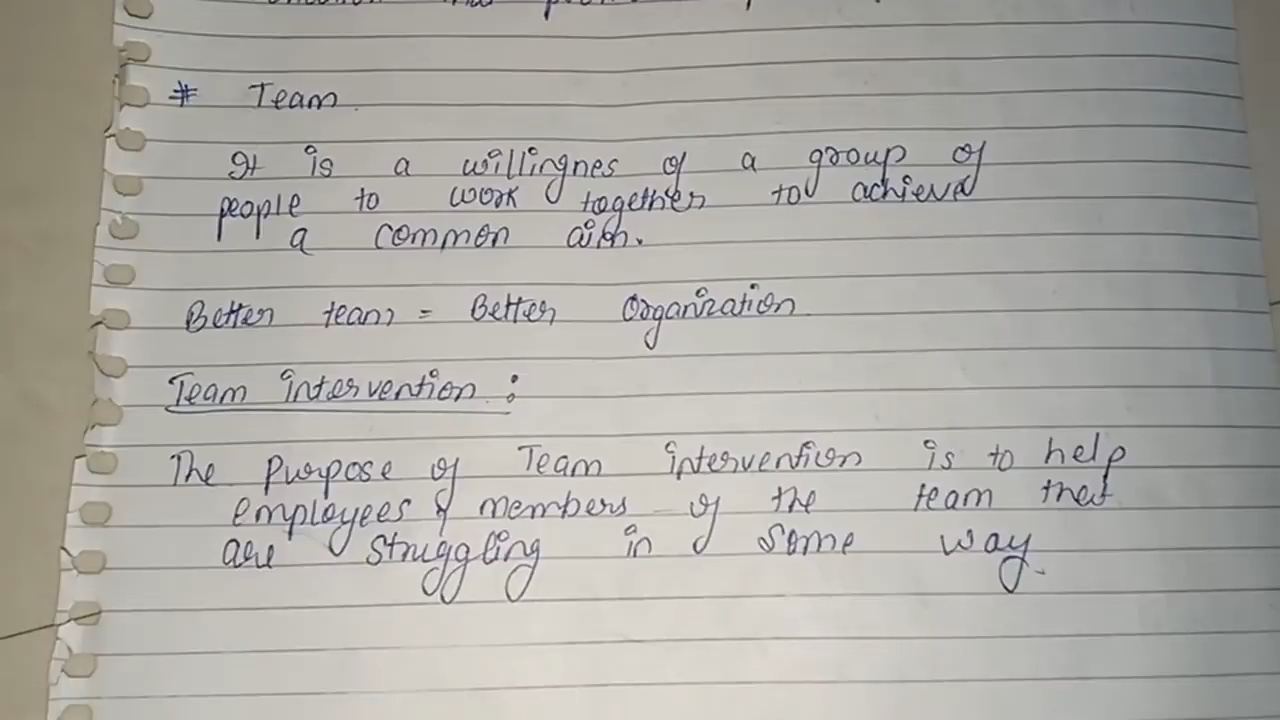 # Team
It is a willingnes of a group of
people to work together to achieve
a common aim.
Better team = Better Organization
Team intervention :
The purpose of Team intervention is to help
employees & members of the team that
are struggling in some way.